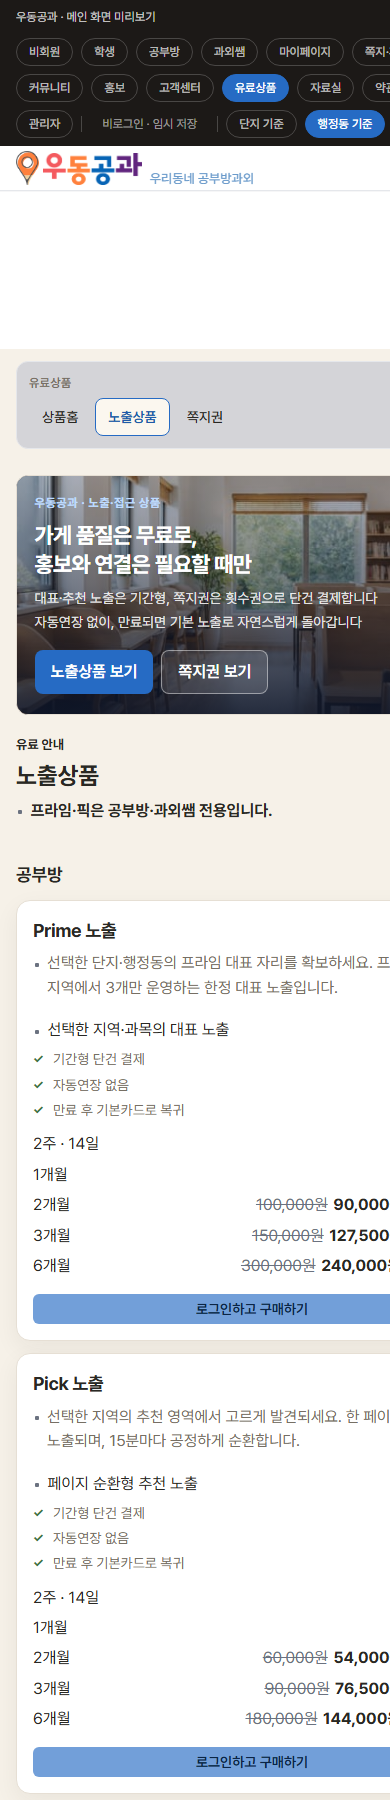 우동공과 · 메인 화면 미리보기
비회원 학생 공부방 과외쌤 마이페이지 쪽지·
커뮤니티 홍보 고객센터 유료상품 자료실 약관
관리자 비로그인 · 임시 저장 단지 기준 행정동 기준
우동공과 우리동네 공부방과외
유료상품
상품홈 노출상품 쪽지권
우동공과 · 노출·접근 상품
가게 품질은 무료로,
홍보와 연결은 필요할 때만
대표·추천 노출은 기간형, 쪽지권은 횟수권으로 단건 결제합니다
자동연장 없이, 만료되면 기본 노출로 자연스럽게 돌아갑니다
노출상품 보기 쪽지권 보기
유료 안내
노출상품
프라임·픽은 공부방·과외쌤 전용입니다.
공부방
Prime 노출
선택한 단지·행정동의 프라임 대표 자리를 확보하세요. 프
지역에서 3개만 운영하는 한정 대표 노출입니다.
선택한 지역·과목의 대표 노출
기간형 단건 결제
자동연장 없음
만료 후 기본카드로 복귀
2주 · 14일
1개월
2개월 100,000원 90,000
3개월 150,000원 127,500
6개월 300,000원 240,000원
로그인하고 구매하기
Pick 노출
선택한 지역의 추천 영역에서 고르게 발견되세요. 한 페이
노출되며, 15분마다 공정하게 순환합니다.
페이지 순환형 추천 노출
기간형 단건 결제
자동연장 없음
만료 후 기본카드로 복귀
2주 · 14일
1개월
2개월 60,000원 54,000
3개월 90,000원 76,500
6개월 180,000원 144,000원
로그인하고 구매하기